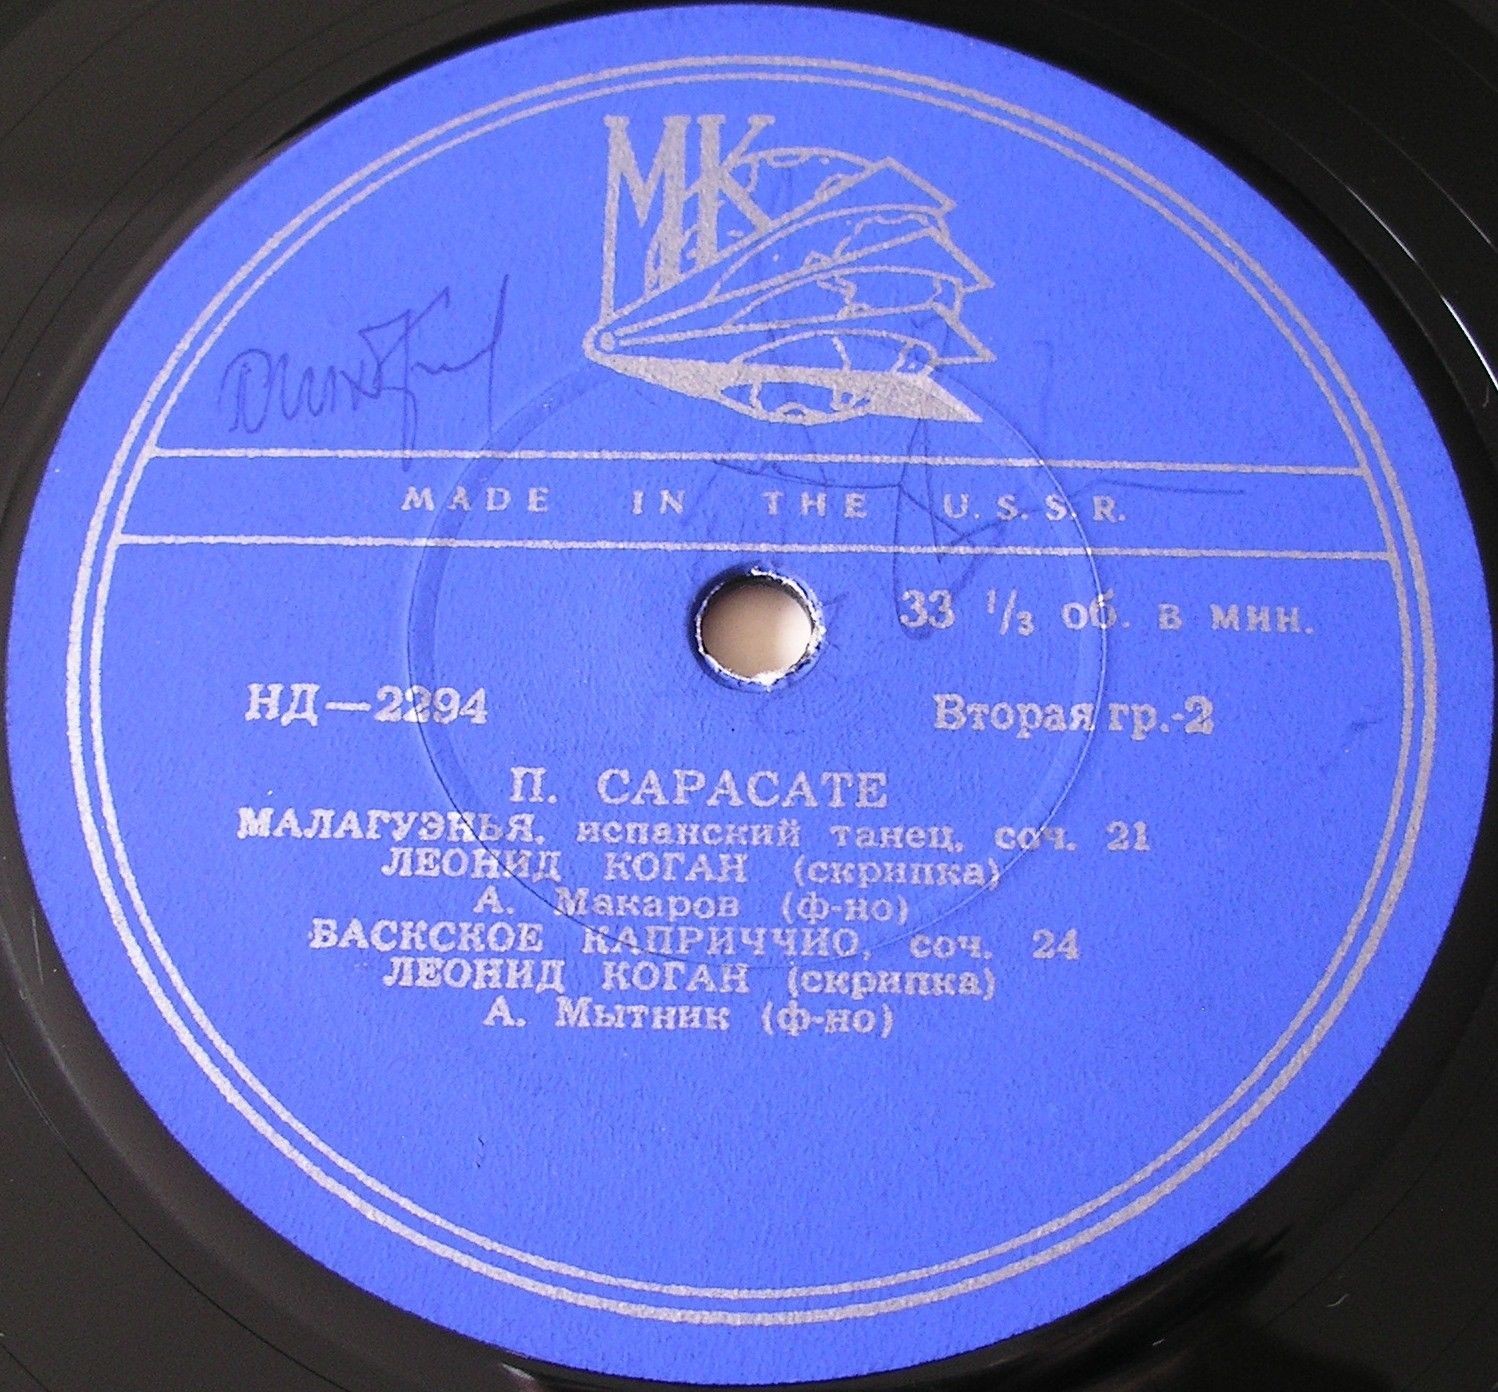 МК
MADE IN THE U.S.S.R.
33 1/3 об. в мин.
НД—2294 Вторая гр.-2
П. САРАСАТЕ
МАЛАГУЭНЬЯ, испанский танец, соч. 21
ЛЕОНИД КОГАН (скрипка)
А. Макаров (ф-но)
БАСКСКОЕ КАПРИЧЧИО, соч. 24
ЛЕОНИД КОГАН (скрипка)
А. Мытник (ф-но)